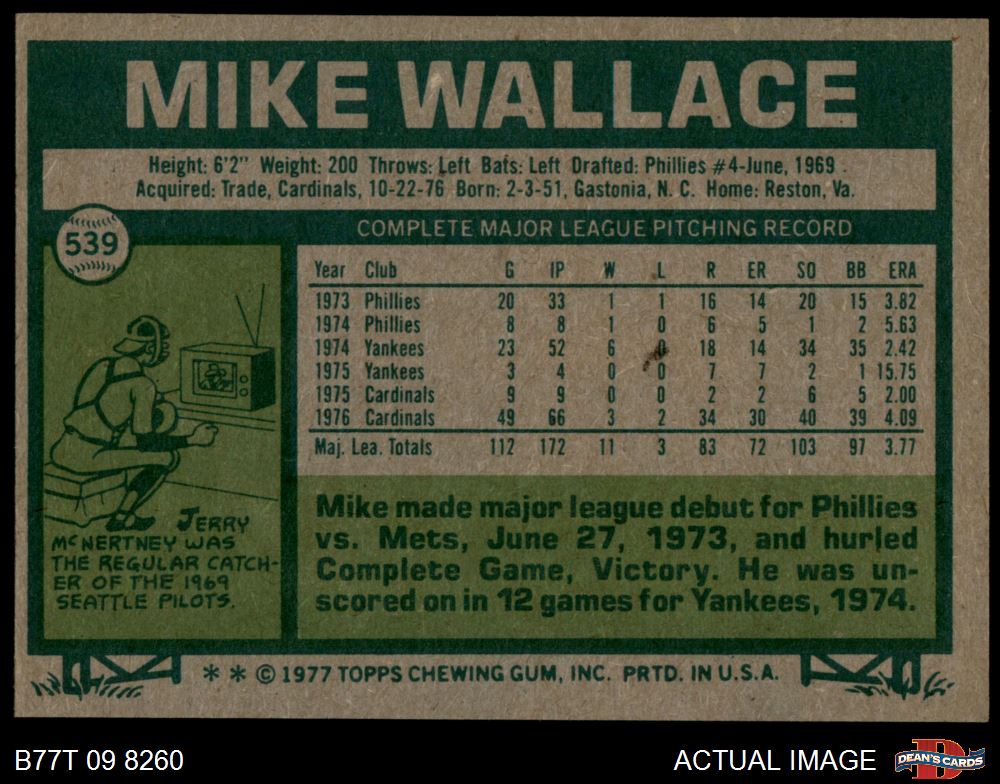 MIKE WALLACE
Height: 6'2" Weight: 200 Throws: Left Bats: Left Drafted: Phillies #4-June, 1969
Acquired: Trade, Cardinals, 10-22-76 Born: 2-3-51, Gastonia, N. C. Home: Reston, Va.
539
COMPLETE MAJOR LEAGUE PITCHING RECORD
Year Club G IP W L R ER SO BB ERA
1973 Phillies 20 33 1 1 16 14 20 15 3.82
1974 Phillies 8 8 1 0 6 5 1 2 5.63
1974 Yankees 23 52 6 0 18 14 34 35 2.42
1975 Yankees 3 4 0 0 7 7 2 1 15.75
1975 Cardinals 9 9 0 0 2 2 6 5 2.00
1976 Cardinals 49 66 3 2 34 30 40 39 4.09
Maj. Lea. Totals 112 172 11 3 83 72 103 97 3.77
JERRY
McNERTNEY WAS
THE REGULAR CATCH-
ER OF THE 1969
SEATTLE PILOTS.
Mike made major league debut for Phillies
vs. Mets, June 27, 1973, and hurled
Complete Game, Victory. He was un-
scored on in 12 games for Yankees, 1974.
* * © 1977 TOPPS CHEWING GUM, INC. PRTD. IN U.S.A.
B77T 09 8260
ACTUAL IMAGE
DEAN'S CARDS